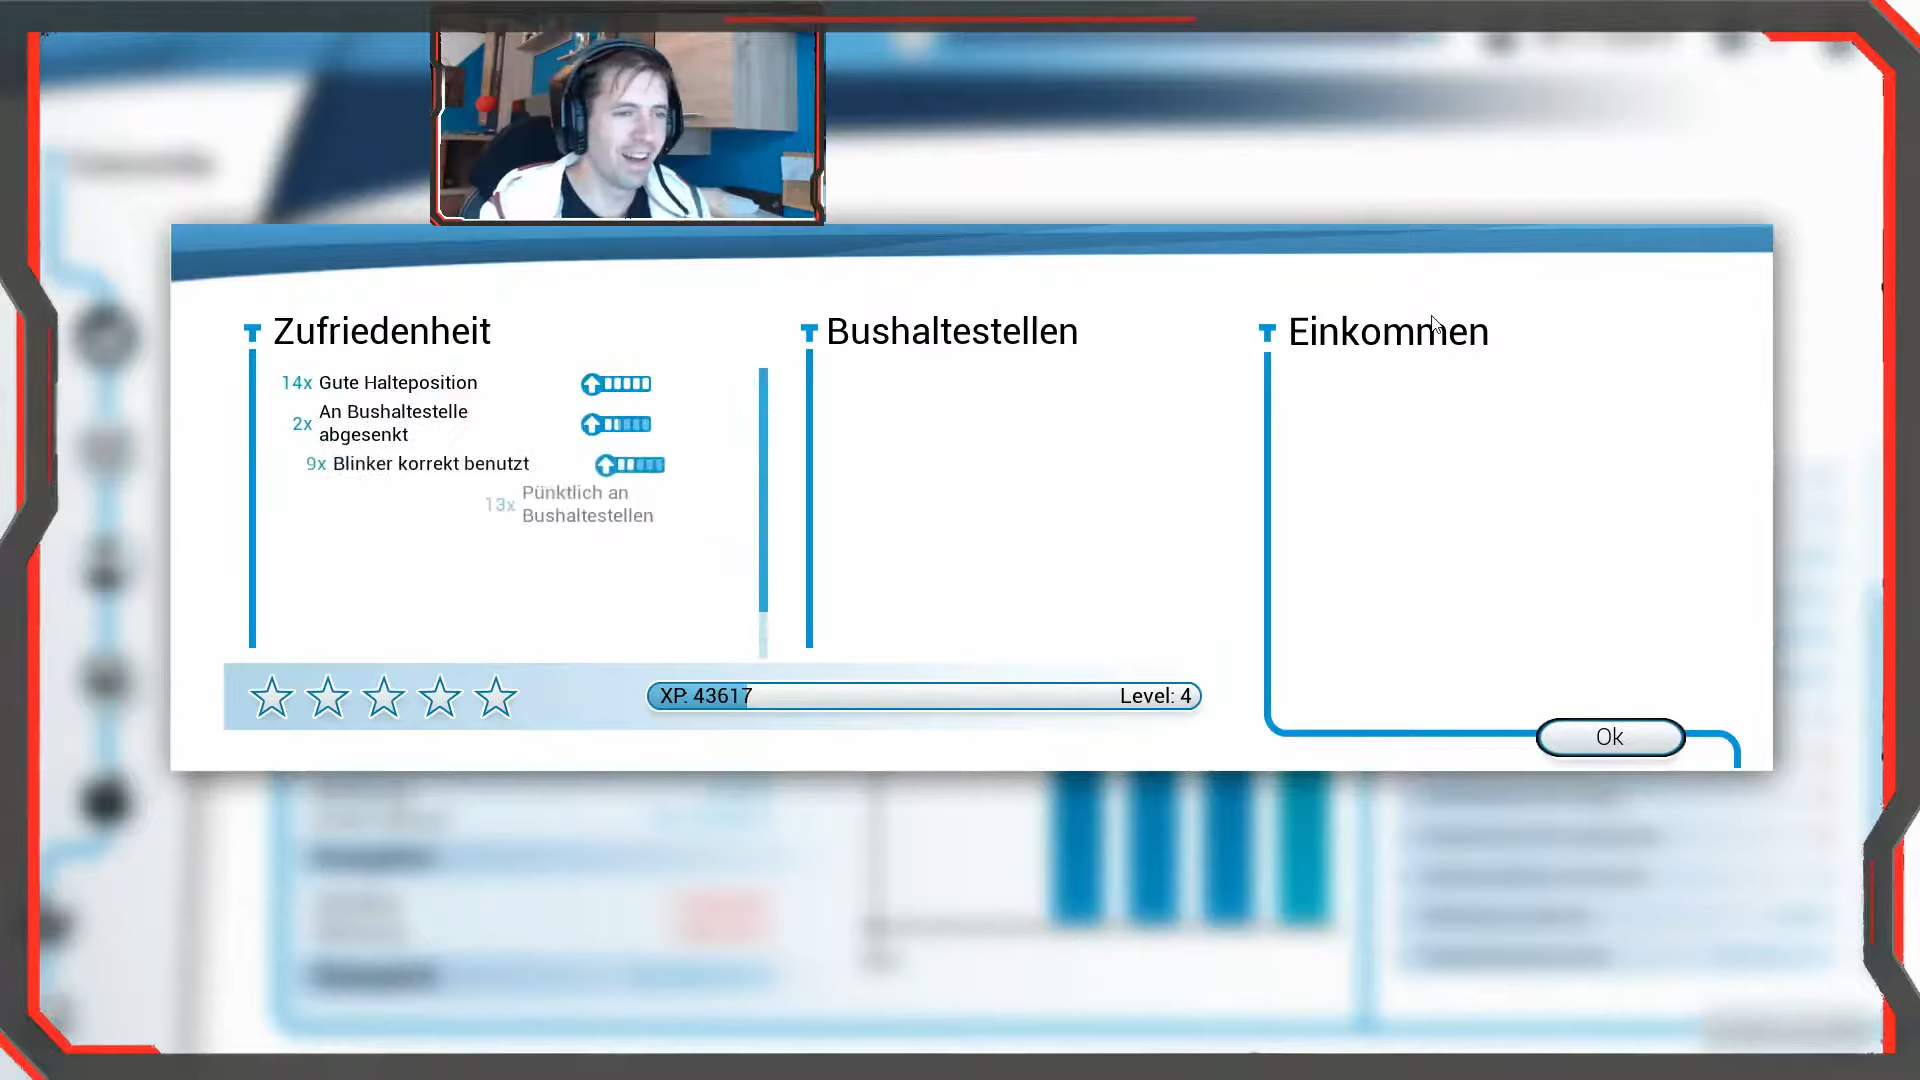 Zufriedenheit
14x Gute Halteposition
2x An Bushaltestelle
abgesenkt
9x Blinker korrekt benutzt
13x Pünktlich an
Bushaltestellen
Bushaltestellen
Einkommen
XP: 43617
Level: 4
Ok